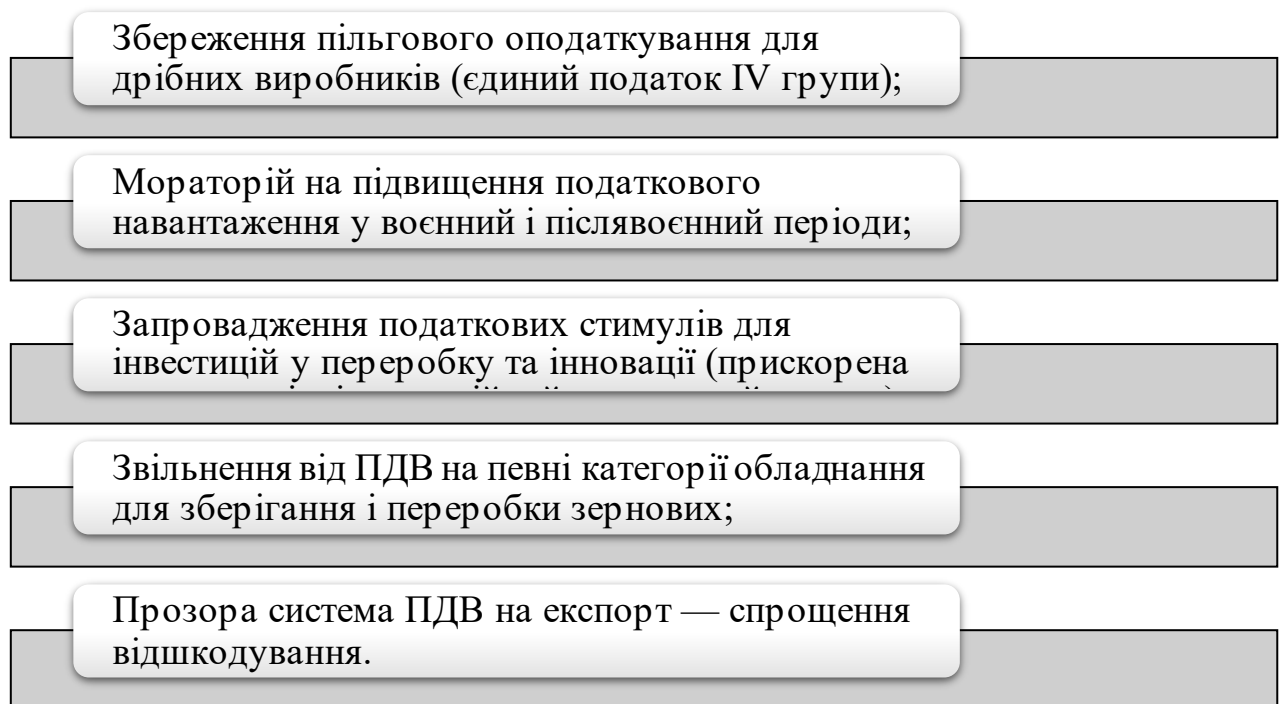 Збереження пільгового оподаткування для
дрібних виробників (єдиний податок IV групи);
Мораторій на підвищення податкового
навантаження у воєнний і післявоєнний періоди;
Запровадження податкових стимулів для
інвестицій у переробку та інновації (прискорена
Звільнення від ПДВ на певні категорії обладнання
для зберігання і переробки зернових;
Прозора система ПДВ на експорт — спрощення
відшкодування.